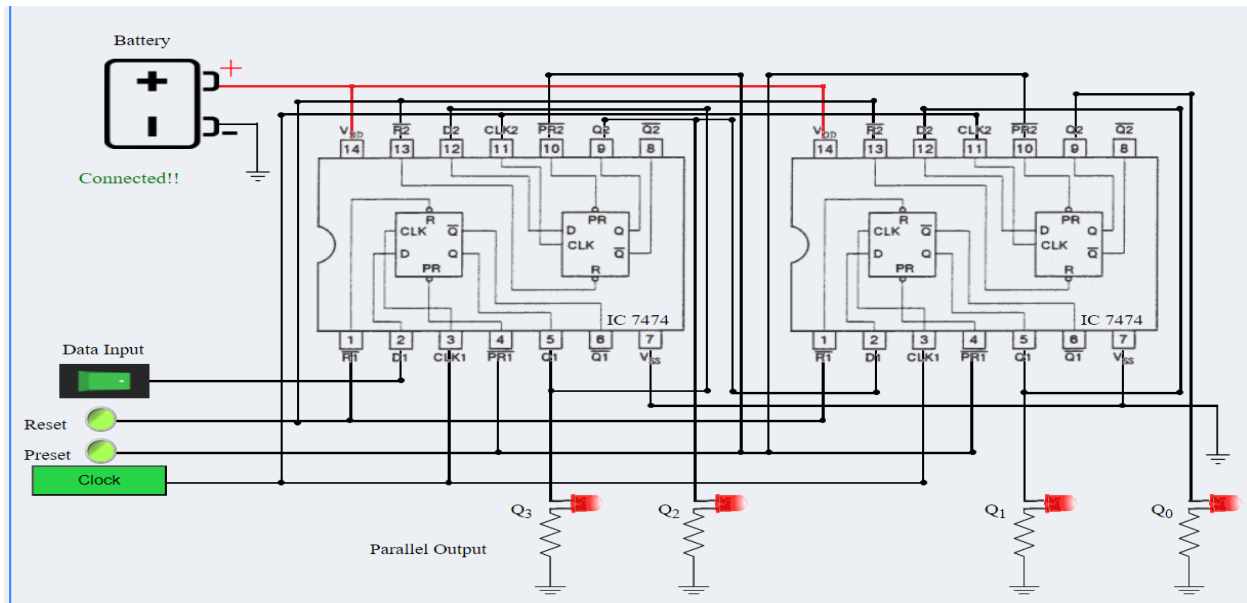 Battery
+
+
−
−
Connected!!
VDD R2 D2 CLK2 PR2 Q2 Q2
14 13 12 11 10 9 8
R CLK D Q Q PR
PR D CLK Q Q R
IC 7474
1 2 3 4 5 6 7
R1 D1 CLK1 PR1 Q1 Q1 VSS
VDD R2 D2 CLK2 PR2 Q2 Q2
14 13 12 11 10 9 8
R CLK D Q Q PR
PR D CLK Q Q R
IC 7474
1 2 3 4 5 6 7
R1 D1 CLK1 PR1 Q1 Q1 VSS
Data Input
Reset
Preset
Clock
Q3
Q2
Q1
Q0
Parallel Output